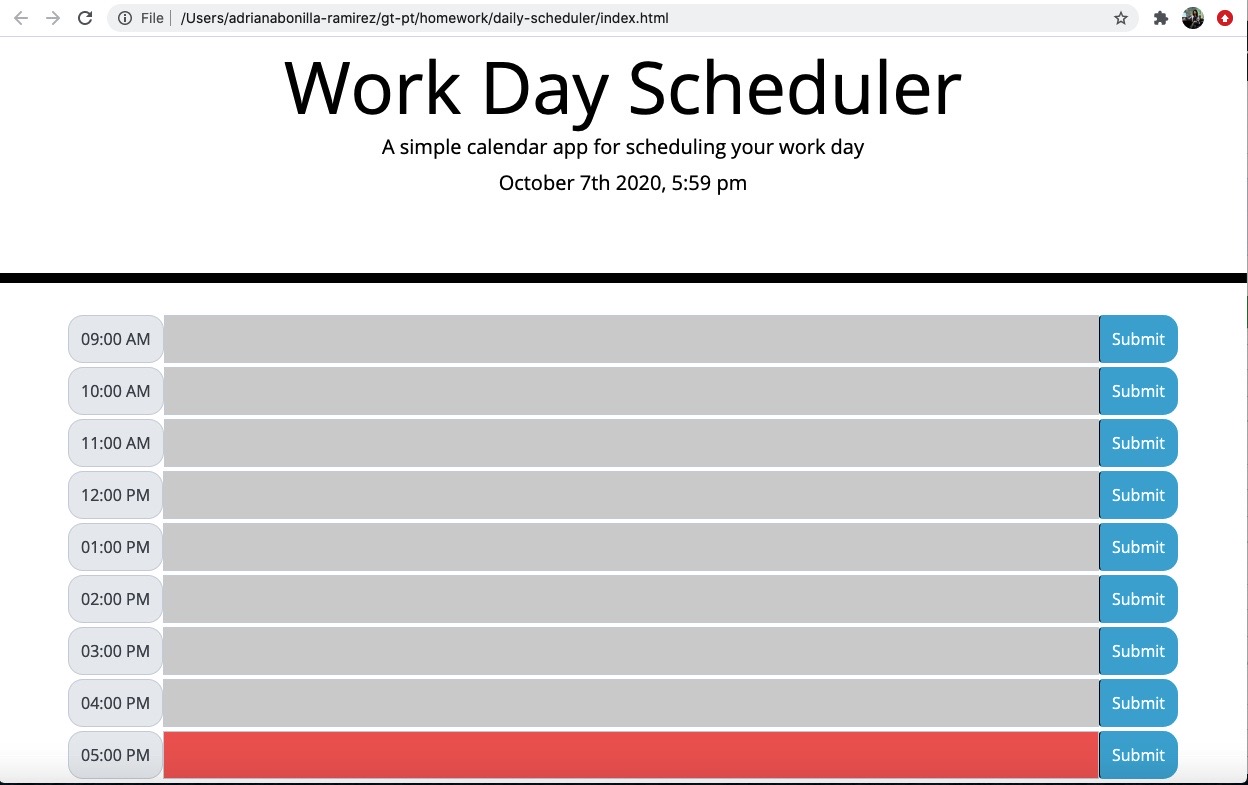 File | /Users/adrianabonilla-ramirez/gt-pt/homework/daily-scheduler/index.html
Work Day Scheduler
A simple calendar app for scheduling your work day
October 7th 2020, 5:59 pm
09:00 AM Submit
10:00 AM Submit
11:00 AM Submit
12:00 PM Submit
01:00 PM Submit
02:00 PM Submit
03:00 PM Submit
04:00 PM Submit
05:00 PM Submit